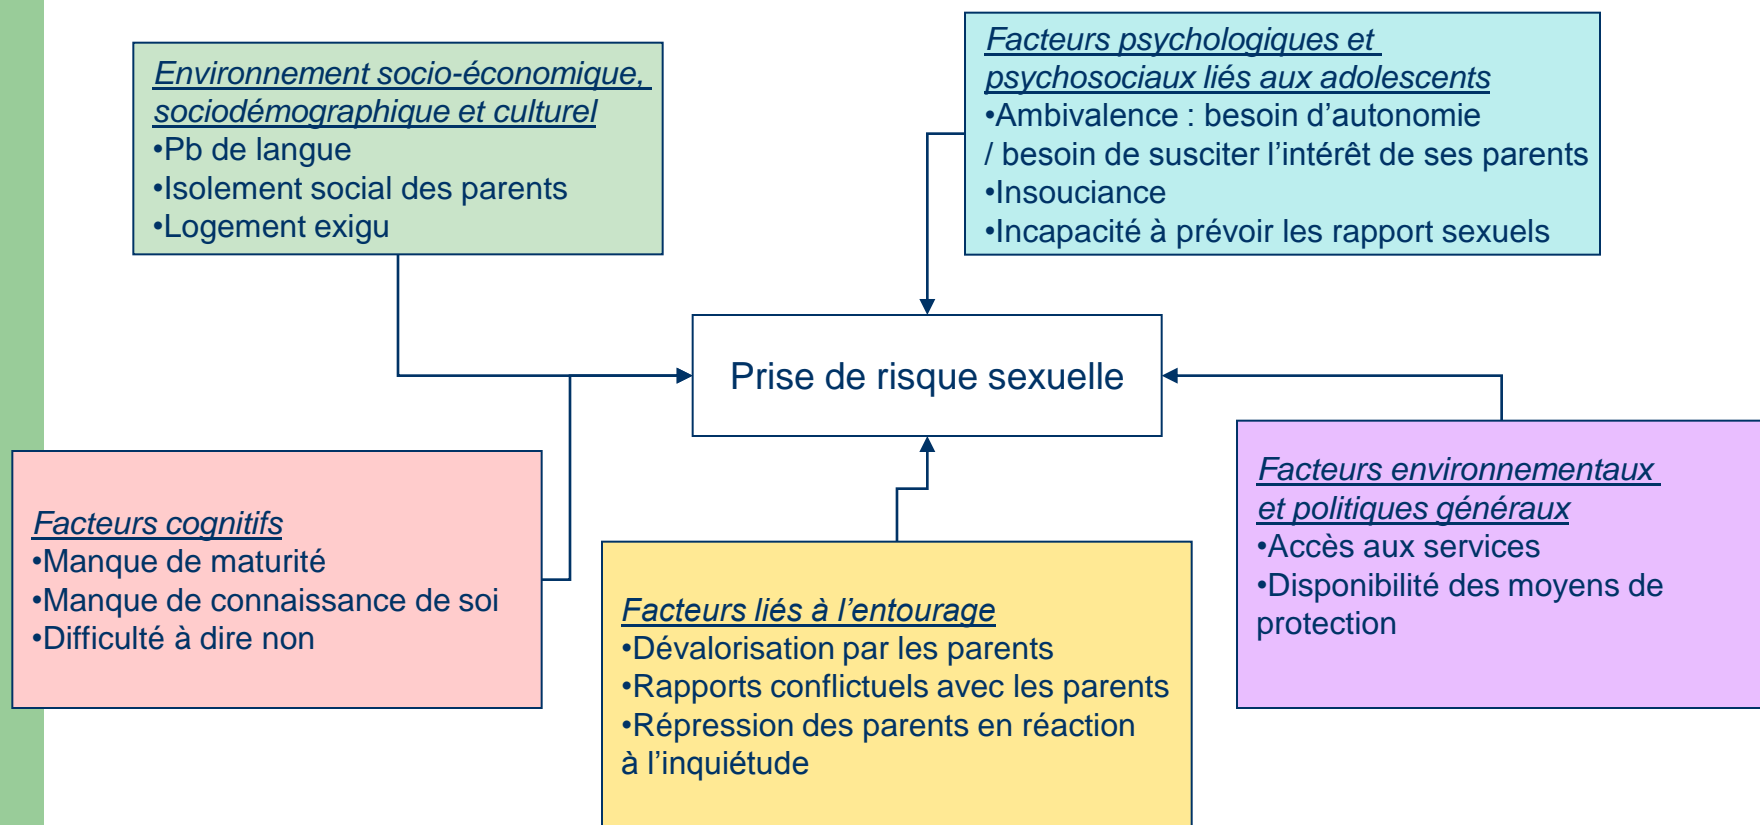 Environnement socio-économique,
sociodémographique et culturel
•Pb de langue
•Isolement social des parents
•Logement exigu
Facteurs psychologiques et
psychosociaux liés aux adolescents
•Ambivalence : besoin d’autonomie
/ besoin de susciter l’intérêt de ses parents
•Insouciance
•Incapacité à prévoir les rapport sexuels
Prise de risque sexuelle
Facteurs cognitifs
•Manque de maturité
•Manque de connaissance de soi
•Difficulté à dire non
Facteurs liés à l’entourage
•Dévalorisation par les parents
•Rapports conflictuels avec les parents
•Répression des parents en réaction
à l’inquiétude
Facteurs environnementaux
et politiques généraux
•Accès aux services
•Disponibilité des moyens de
protection